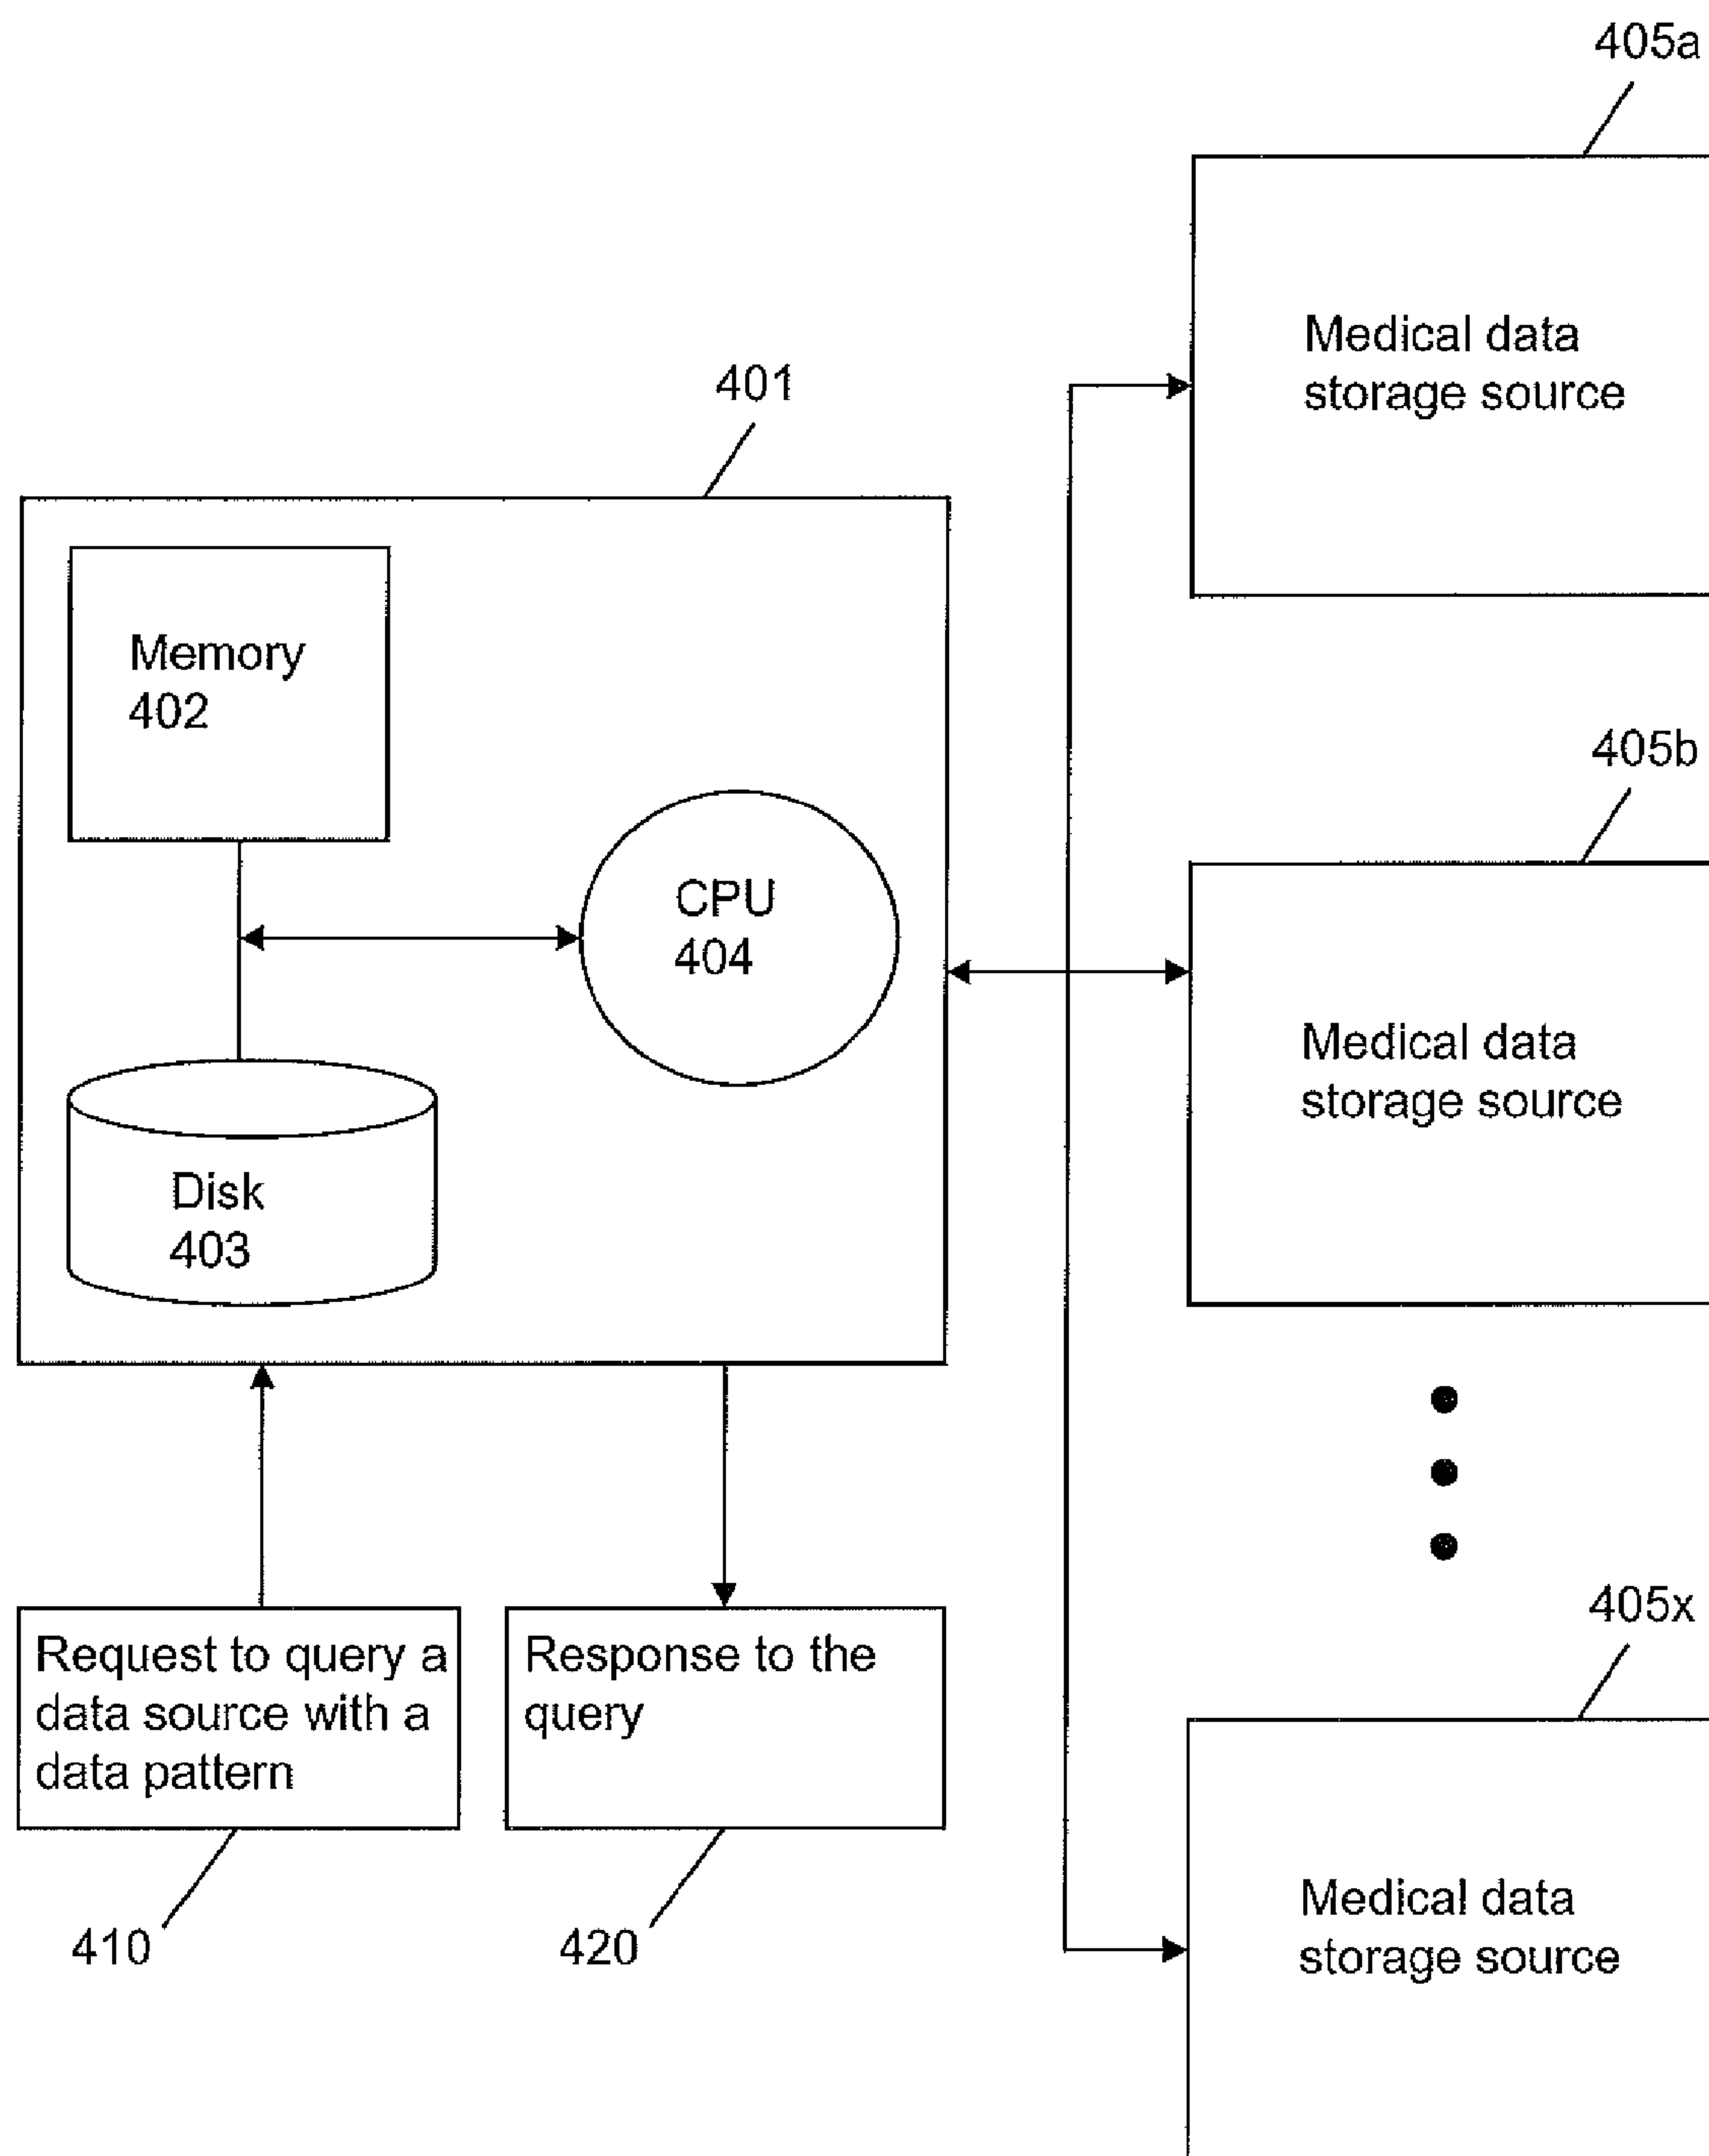 405a
Medical data
storage source
401
Memory
402
405b
CPU
404
Medical data
storage source
Disk
403
405x
Request to query a
data source with a
data pattern
Response to the
query
Medical data
storage source
410
420